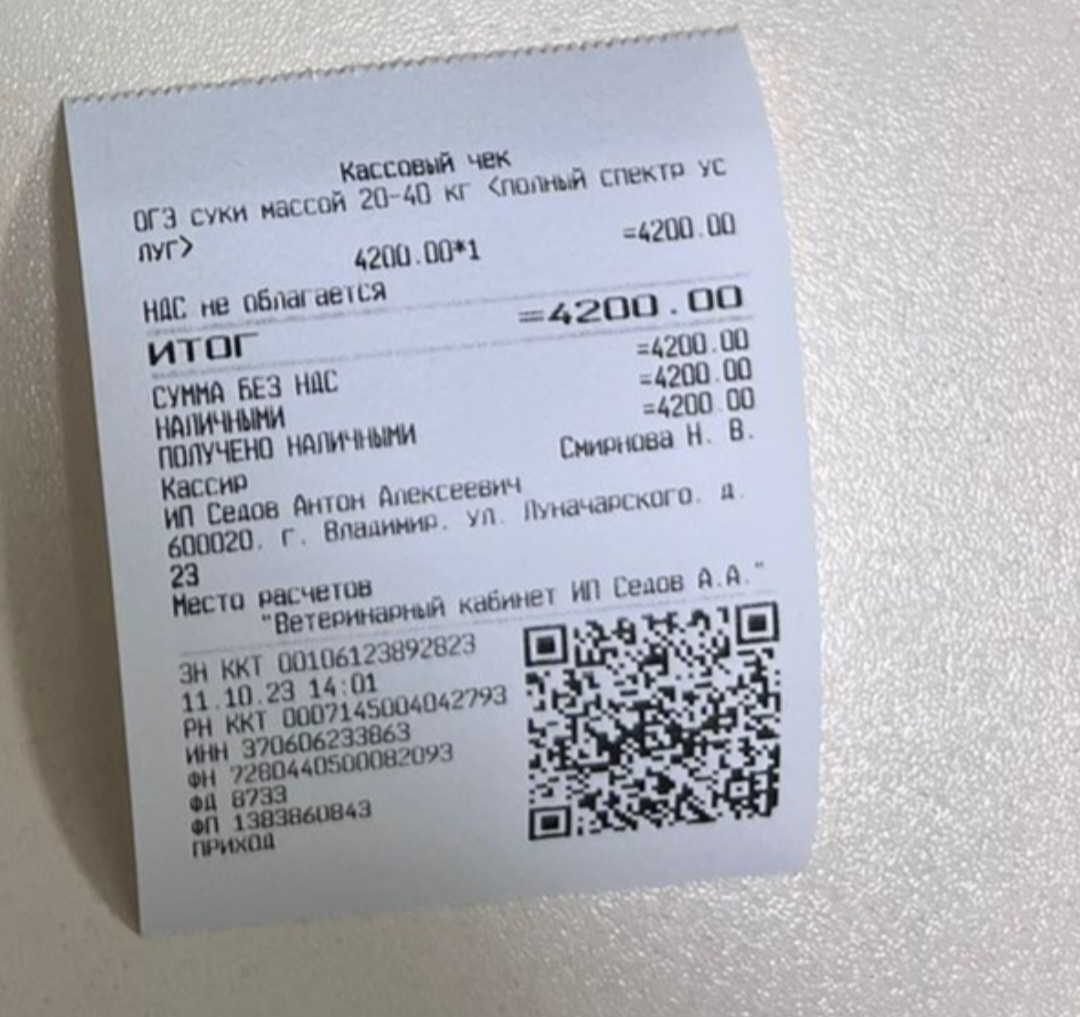 Кассовый чек
ОГЭ суки массой 20-40 кг <полный спектр ус
луг>
4200.00*1 =4200.00
НДС не облагается
ИТОГ =4200.00
СУММА БЕЗ НДС =4200.00
НАЛИЧНЫМИ =4200.00
ПОЛУЧЕНО НАЛИЧНЫМИ =4200.00
Кассир Смирнова Н. В.
ИП Седов Антон Алексеевич
600020, г. Владимир, ул. Луначарского, д.
23
Место расчетов
"Ветеринарный кабинет ИП Седов А.А."
ЗН ККТ 00106123892823
11.10.23 14:01
РН ККТ 0007145004042793
ИНН 370606233863
ФН 7280440500082093
ФД 8733
ФП 1383860843
ПРИХОД